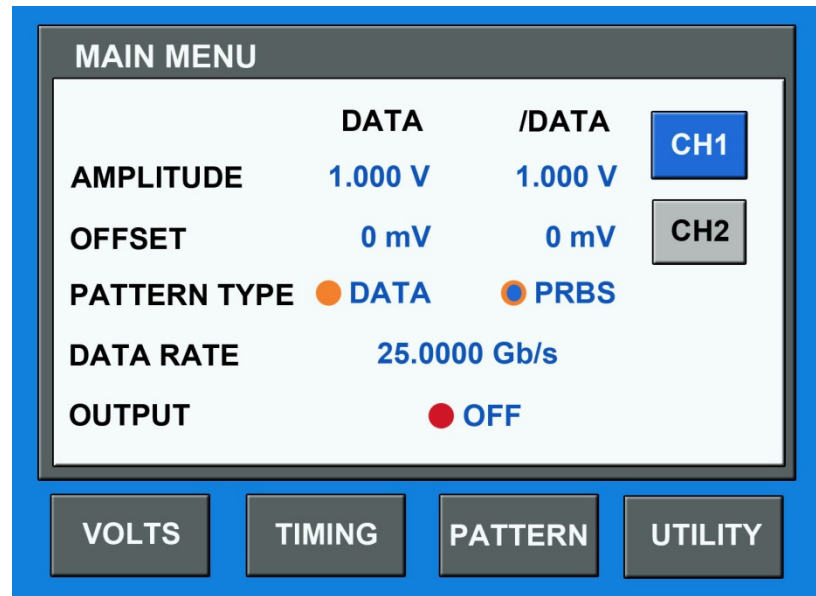 MAIN MENU
DATA /DATA
CH1
AMPLITUDE 1.000 V 1.000 V
OFFSET 0 mV 0 mV CH2
PATTERN TYPE DATA PRBS
DATA RATE 25.0000 Gb/s
OUTPUT OFF
VOLTS TIMING PATTERN UTILITY